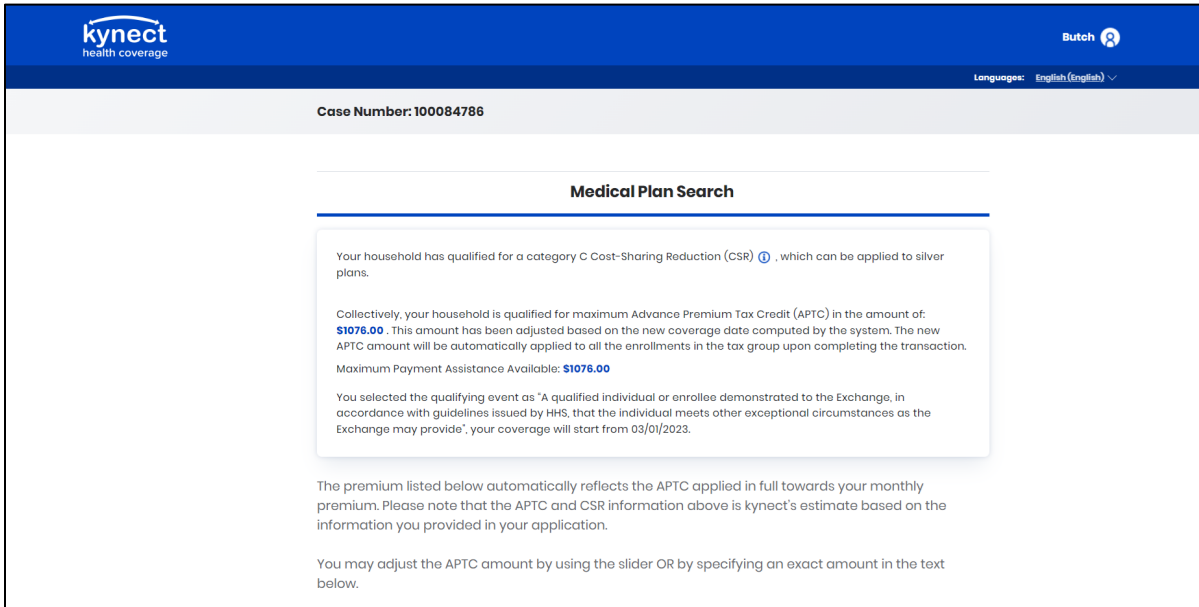 kynect
health coverage
Butch
Languages: English (English)
Case Number: 100084786
Medical Plan Search
Your household has qualified for a category C Cost-Sharing Reduction (CSR) i , which can be applied to silver
plans.
Collectively, your household is qualified for maximum Advance Premium Tax Credit (APTC) in the amount of:
$1076.00 . This amount has been adjusted based on the new coverage date computed by the system. The new
APTC amount will be automatically applied to all the enrollments in the tax group upon completing the transaction.
Maximum Payment Assistance Available: $1076.00
You selected the qualifying event as "A qualified individual or enrollee demonstrated to the Exchange, in
accordance with guidelines issued by HHS, that the individual meets other exceptional circumstances as the
Exchange may provide", your coverage will start from 03/01/2023.
The premium listed below automatically reflects the APTC applied in full towards your monthly
premium. Please note that the APTC and CSR information above is kynect's estimate based on the
information you provided in your application.
You may adjust the APTC amount by using the slider OR by specifying an exact amount in the text
below.